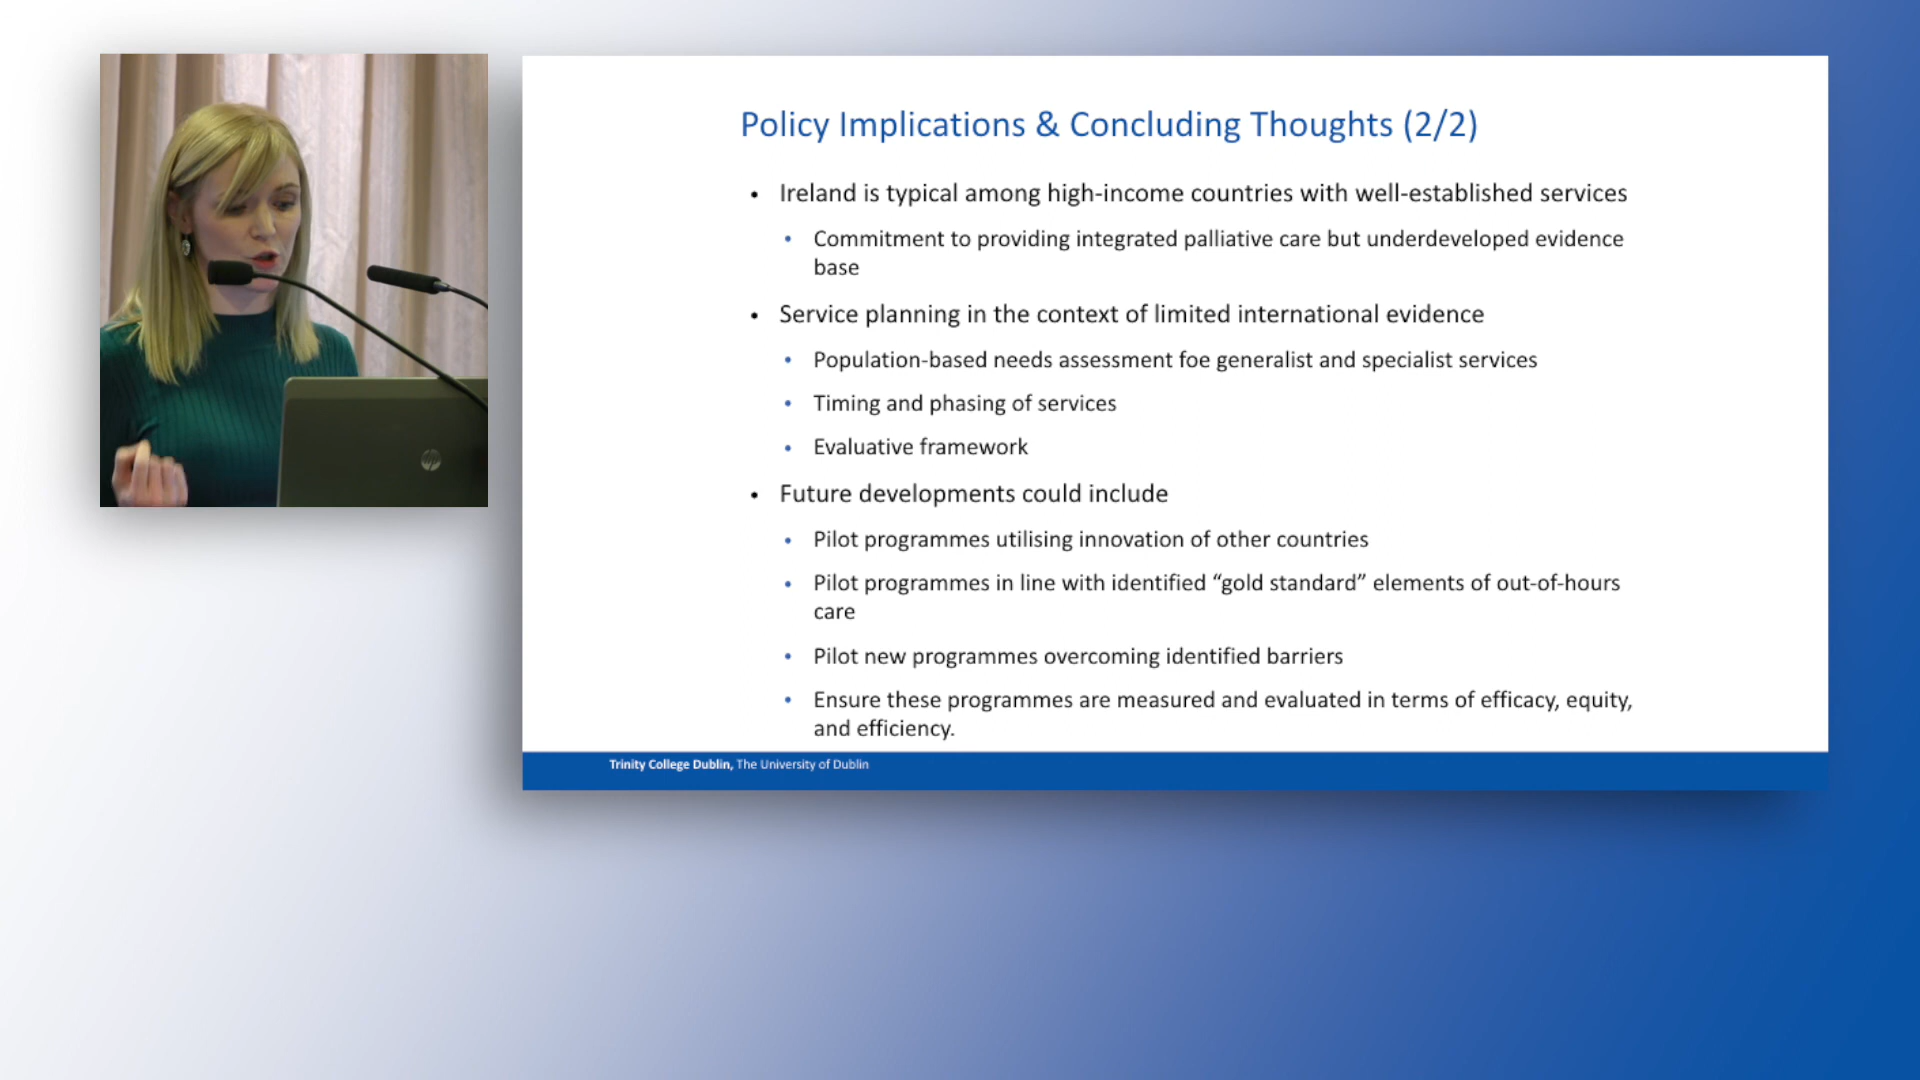 Policy Implications & Concluding Thoughts (2/2)
• Ireland is typical among high-income countries with well-established services
• Commitment to providing integrated palliative care but underdeveloped evidence
base
• Service planning in the context of limited international evidence
• Population-based needs assessment foe generalist and specialist services
• Timing and phasing of services
• Evaluative framework
• Future developments could include
• Pilot programmes utilising innovation of other countries
• Pilot programmes in line with identified “gold standard” elements of out-of-hours
care
• Pilot new programmes overcoming identified barriers
• Ensure these programmes are measured and evaluated in terms of efficacy, equity,
and efficiency.
Trinity College Dublin, The University of Dublin
hp